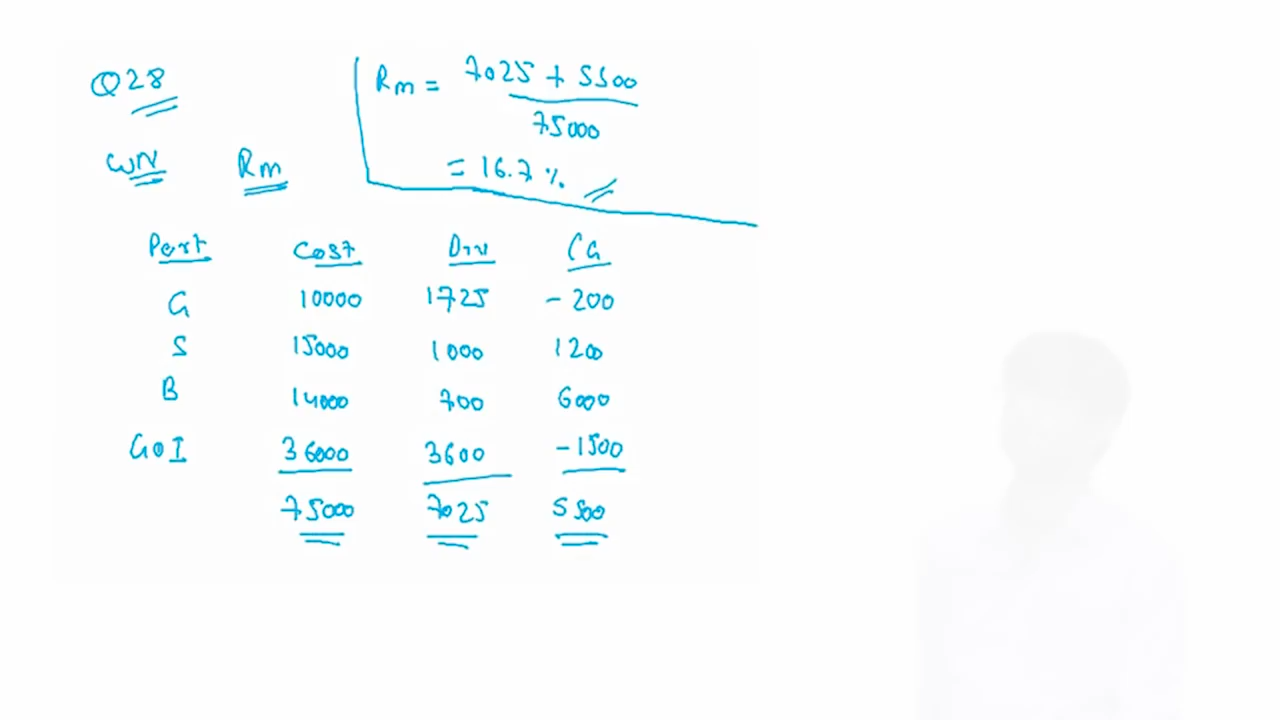 Q28
Rm = 7025 + 5500
75000
= 16.7 %
WN Rm
Part Cost Div CG
G 10000 1725 - 200
S 15000 1000 1200
B 14000 700 6000
GOI 36000 3600 - 1500
75000 7025 5500